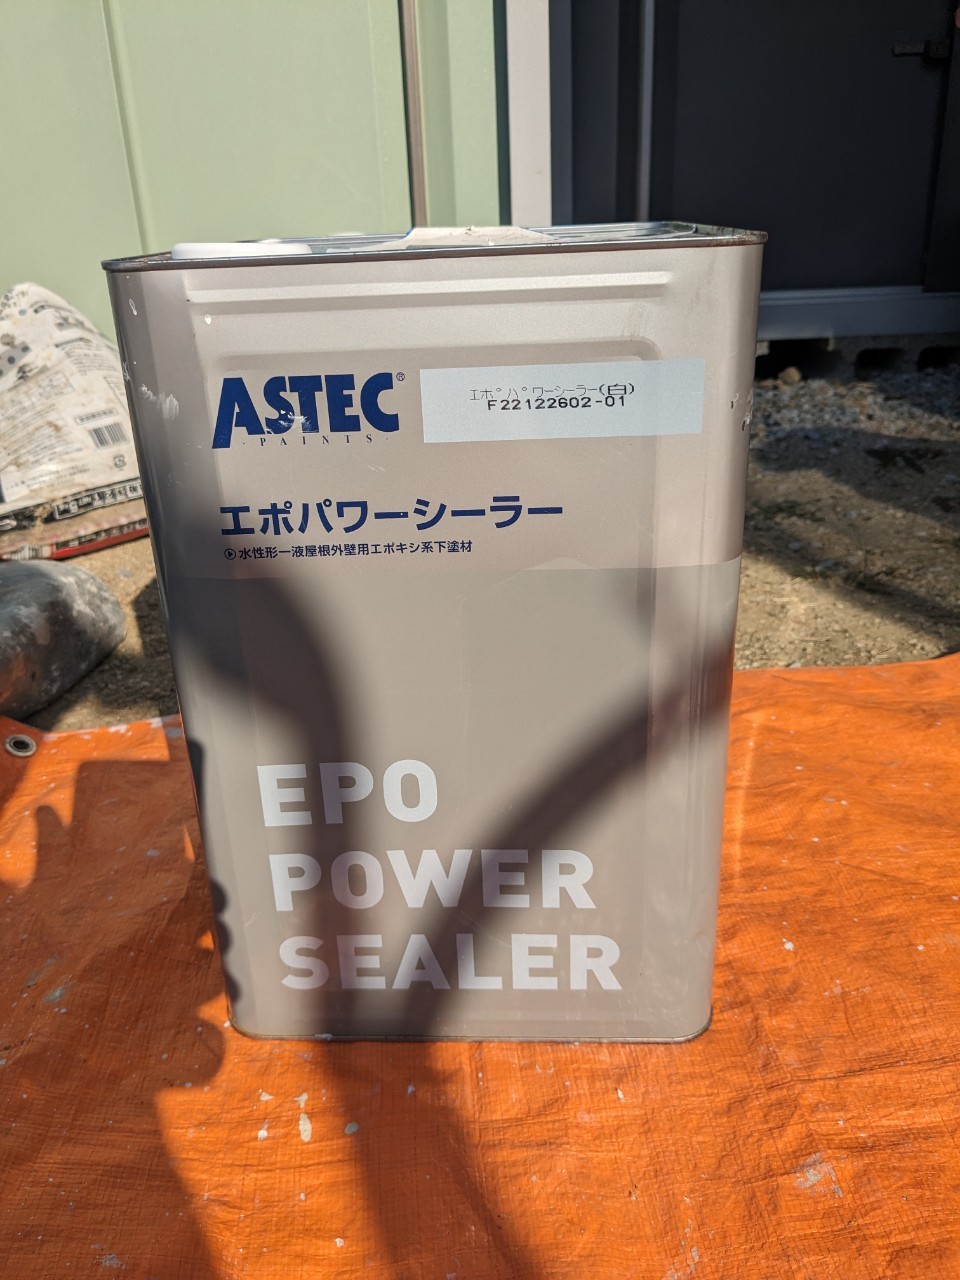 ASTEC®
PAINTS
エポパワーシーラー(白)
F22122602-01
エポパワーシーラー
水性形一液屋根外壁用エポキシ系下塗材
EPO
POWER
SEALER